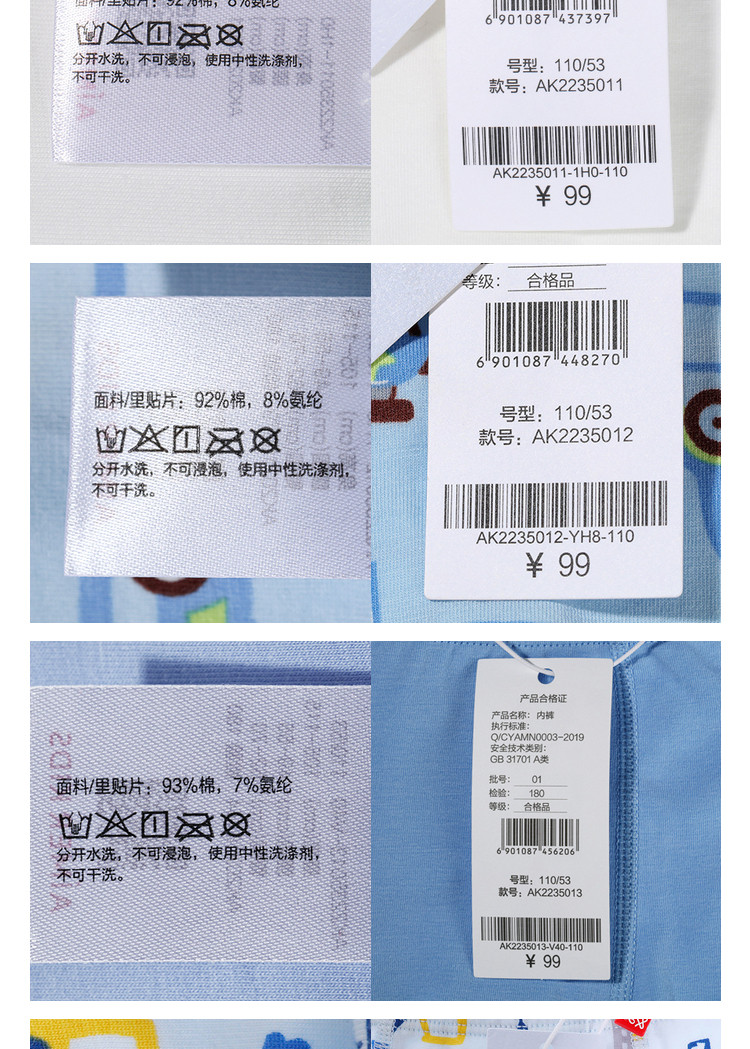 面料/里贴片：92%棉，8%氨纶
分开水洗，不可浸泡，使用中性洗涤剂，
不可干洗。
6 901087 437397
号型：110/53
款号：AK2235011
AK2235011-1H0-110
¥ 99
面料/里贴片：92%棉，8%氨纶
分开水洗，不可浸泡，使用中性洗涤剂，
不可干洗。
等级：合格品
6 901087 448270
号型：110/53
款号：AK2235012
AK2235012-YH8-110
¥ 99
面料/里贴片：93%棉，7%氨纶
分开水洗，不可浸泡，使用中性洗涤剂，
不可干洗。
产品合格证
产品名称：内裤
执行标准：
Q/CYAMN0003-2019
安全技术类别：
GB 31701 A类
批号：01
检验：180
等级：合格品
6 901087 456206
号型：110/53
款号：AK2235013
AK2235013-V40-110
¥ 99